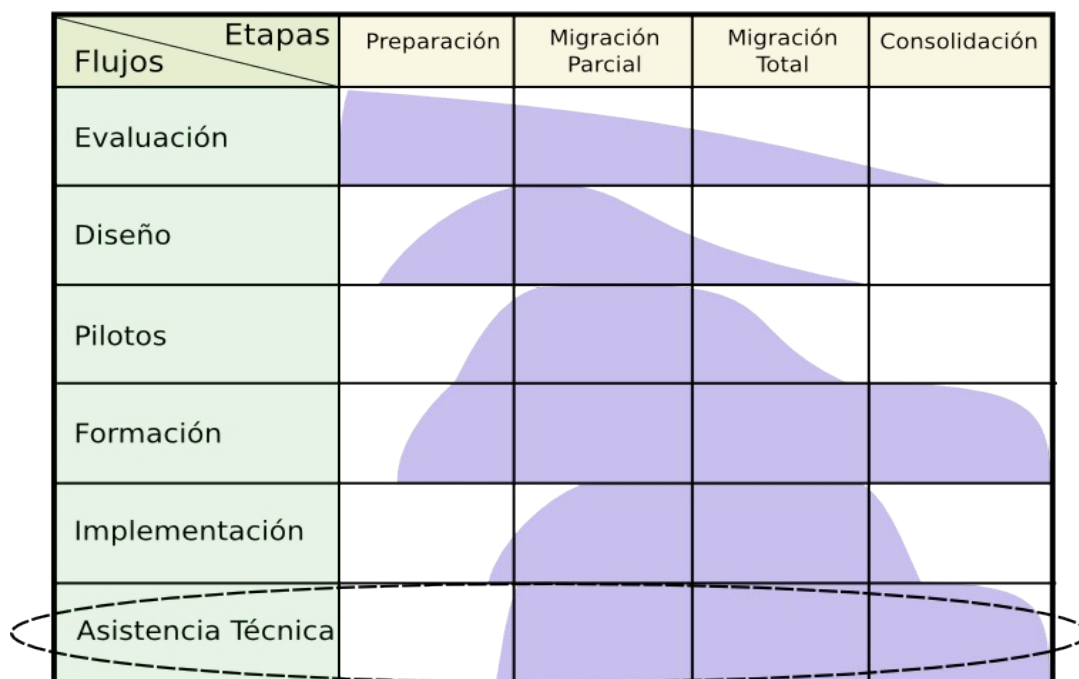 Etapas
Flujos
Preparación
Migración
Parcial
Migración
Total
Consolidación
Evaluación
Diseño
Pilotos
Formación
Implementación
Asistencia Técnica